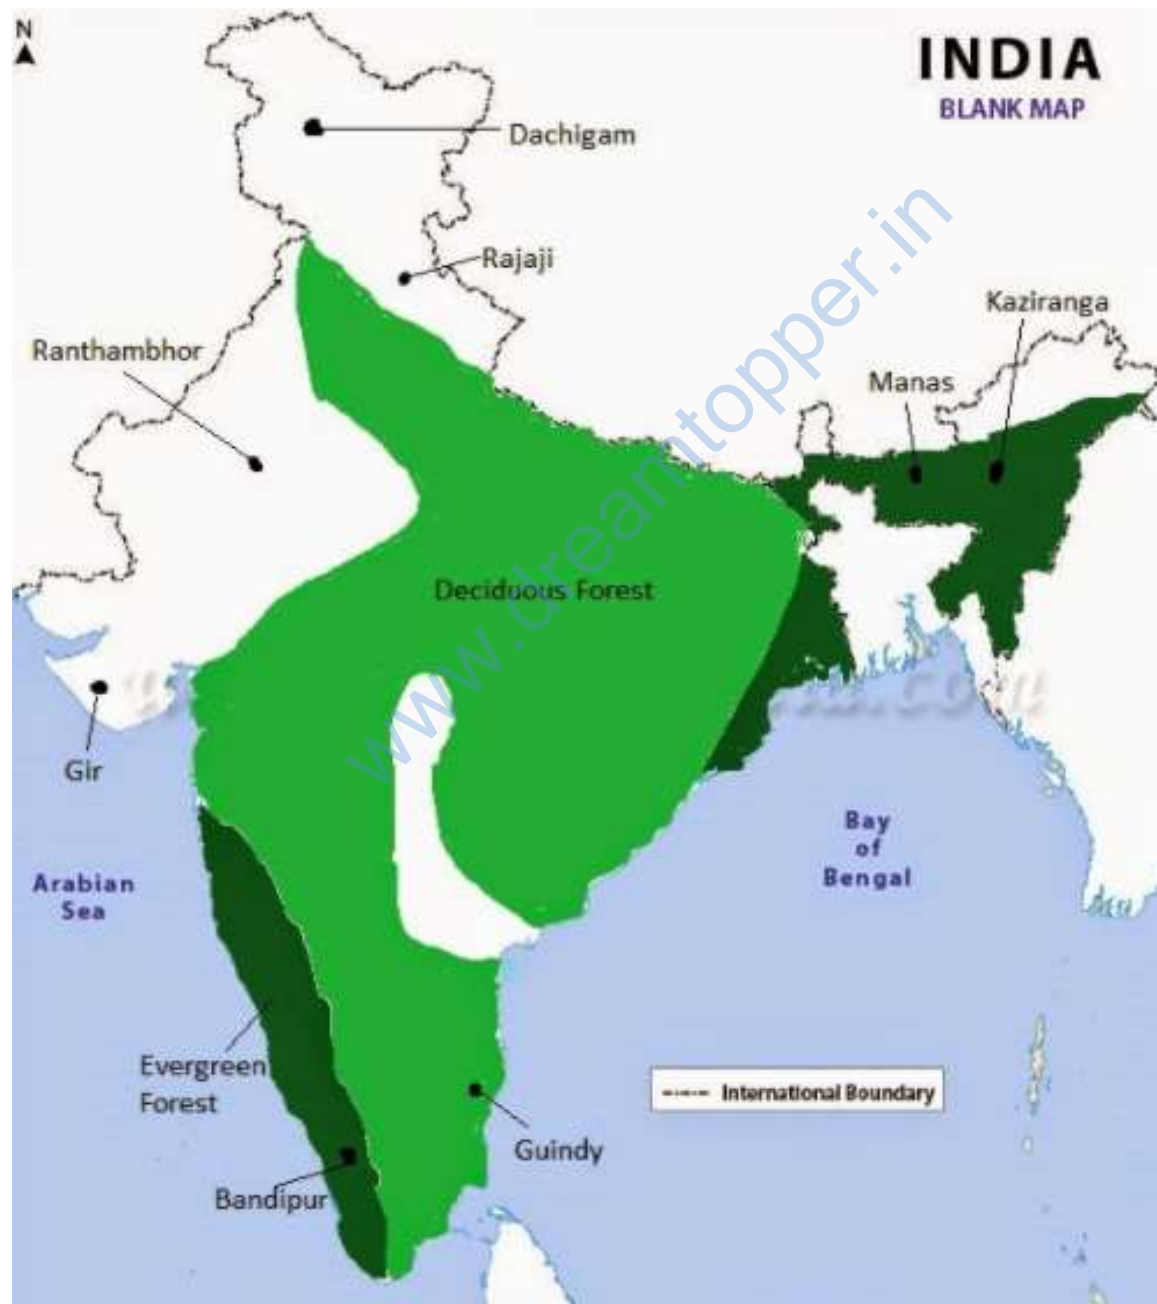 N
INDIA
BLANK MAP
Dachigam
Rajaji
Kaziranga
Ranthambhor
Manas
www.dreamtopper.in
Deciduous Forest
Gir
Bay
of
Bengal
Arabian
Sea
Evergreen
Forest
International Boundary
Guindy
Bandipur